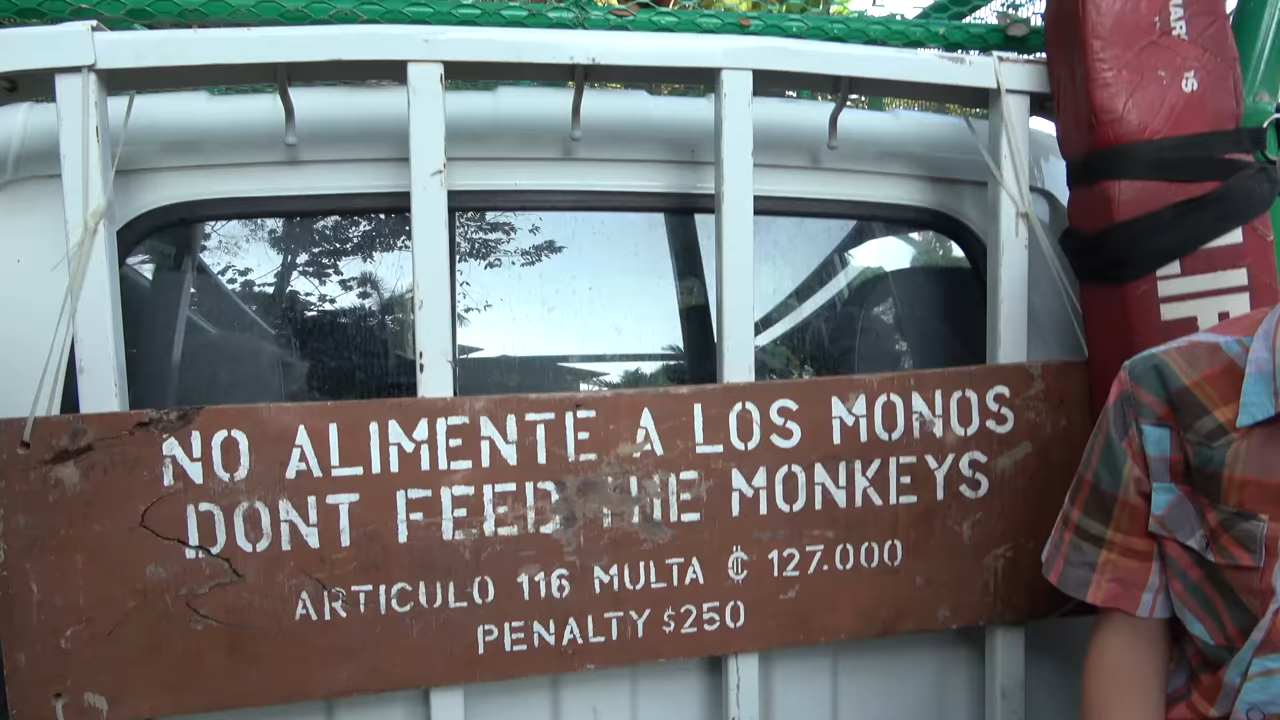 NO ALIMENTE A LOS MONOS
DONT FEED THE MONKEYS
ARTICULO 116 MULTA ₡ 127.000
PENALTY $250